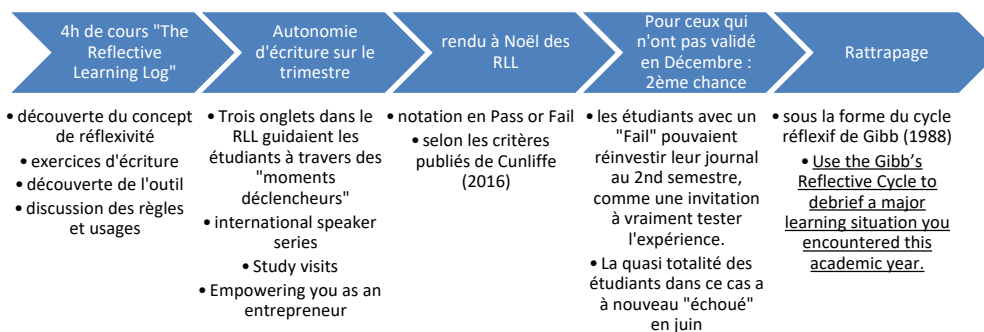 4h de cours "The
Reflective
Learning Log"
• découverte du concept
de réflexivité
• exercices d'écriture
• découverte de l'outil
• discussion des règles
et usages
Autonomie
d'écriture sur le
trimestre
• Trois onglets dans le
RLL guidaient les
étudiants à travers des
"moments
déclencheurs"
• international speaker
series
• Study visits
• Empowering you as an
entrepreneur
rendu à Noël des
RLL
• notation en Pass or Fail
• selon les critères
publiés de Cunliffe
(2016)
Pour ceux qui
n'ont pas validé
en Décembre :
2ème chance
• les étudiants avec un
"Fail" pouvaient
réinvestir leur journal
au 2nd semestre,
comme une invitation
à vraiment tester
l'expérience.
• La quasi totalité des
étudiants dans ce cas a
à nouveau "échoué"
en juin
Rattrapage
• sous la forme du cycle
réflexif de Gibb (1988)
• Use the Gibb's
Reflective Cycle to
debrief a major
learning situation you
encountered this
academic year.